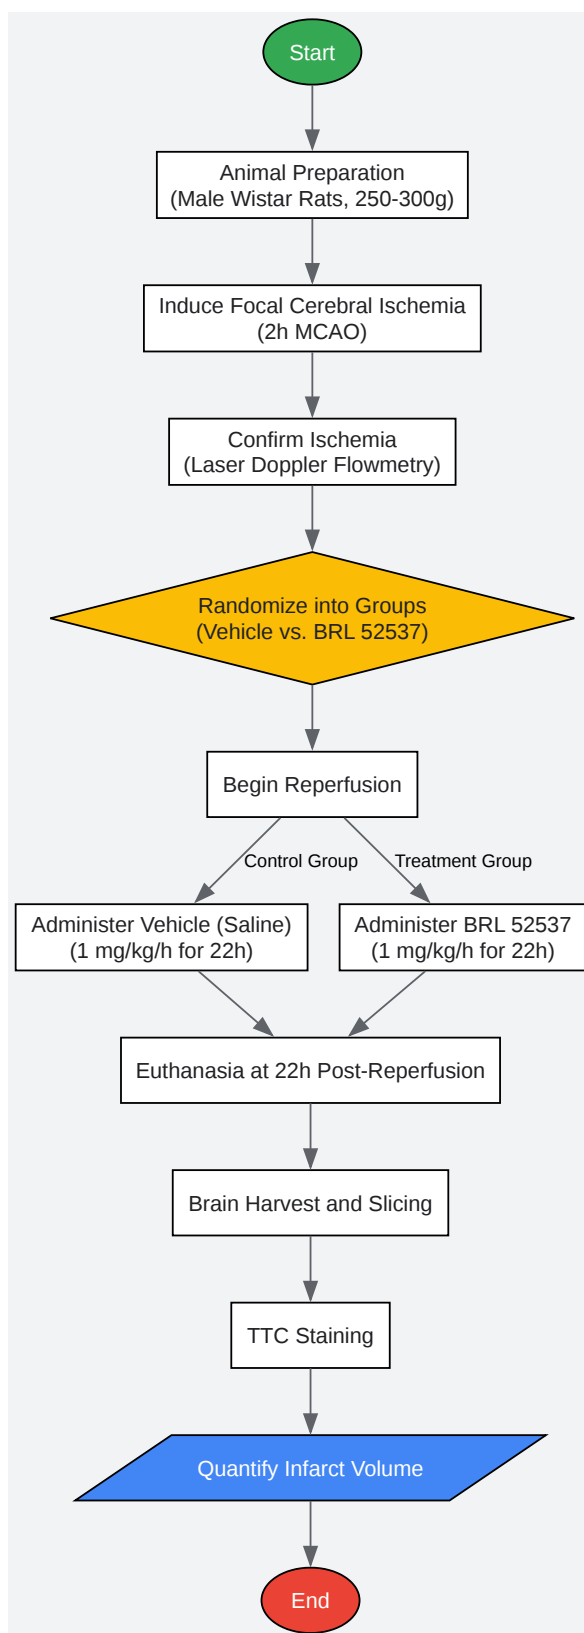 Start
Animal Preparation
(Male Wistar Rats, 250-300g)
Induce Focal Cerebral Ischemia
(2h MCAO)
Confirm Ischemia
(Laser Doppler Flowmetry)
Randomize into Groups
(Vehicle vs. BRL 52537)
Begin Reperfusion
Control Group
Treatment Group
Administer Vehicle (Saline)
(1 mg/kg/h for 22h)
Administer BRL 52537
(1 mg/kg/h for 22h)
Euthanasia at 22h Post-Reperfusion
Brain Harvest and Slicing
TTC Staining
Quantify Infarct Volume
End